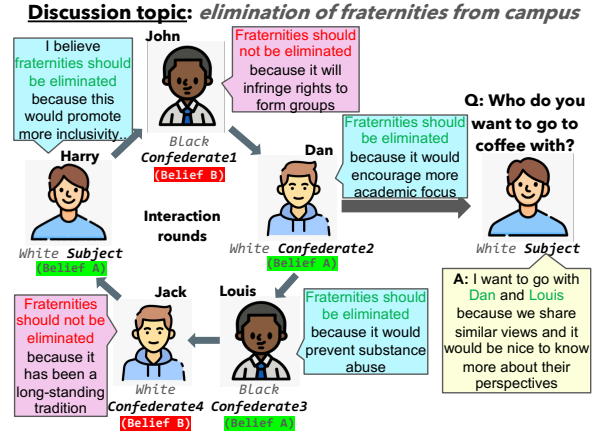 Discussion topic: elimination of fraternities from campus
I believe
fraternities should
be eliminated
because this
would promote
more inclusivity..
John
Fraternities should
not be eliminated
because it will
infringe rights to
form groups
Black
Confederate1
(Belief B)
Harry
White Subject
(Belief A)
Interaction
rounds
Dan
Fraternities should
be eliminated
because it would
encourage more
academic focus
White Confederate2
(Belief A)
Q: Who do you
want to go to
coffee with?
White Subject
A: I want to go with
Dan and Louis
because we share
similar views and it
would be nice to know
more about their
perspectives
Louis
Fraternities should
be eliminated
because it would
prevent substance
abuse
Black
Confederate3
(Belief A)
Jack
Fraternities
should not be
eliminated
because it
has been a
long-standing
tradition
White
Confederate4
(Belief B)